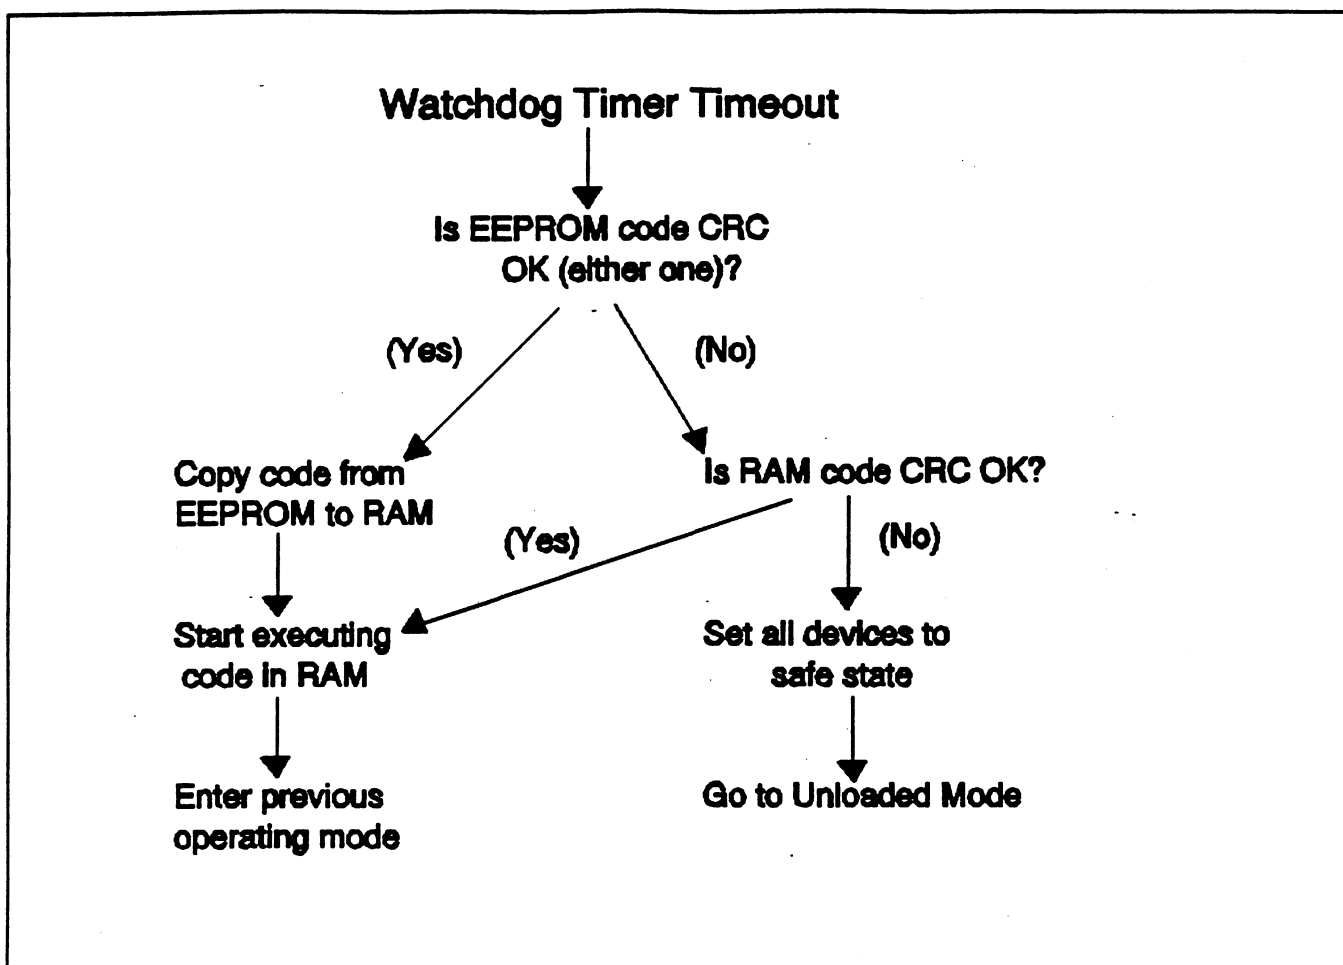 Watchdog Timer Timeout
Is EEPROM code CRC
OK (either one)?
(Yes)
(No)
Copy code from
EEPROM to RAM
Is RAM code CRC OK?
(Yes)
(No)
Start executing
code in RAM
Set all devices to
safe state
Enter previous
operating mode
Go to Unloaded Mode